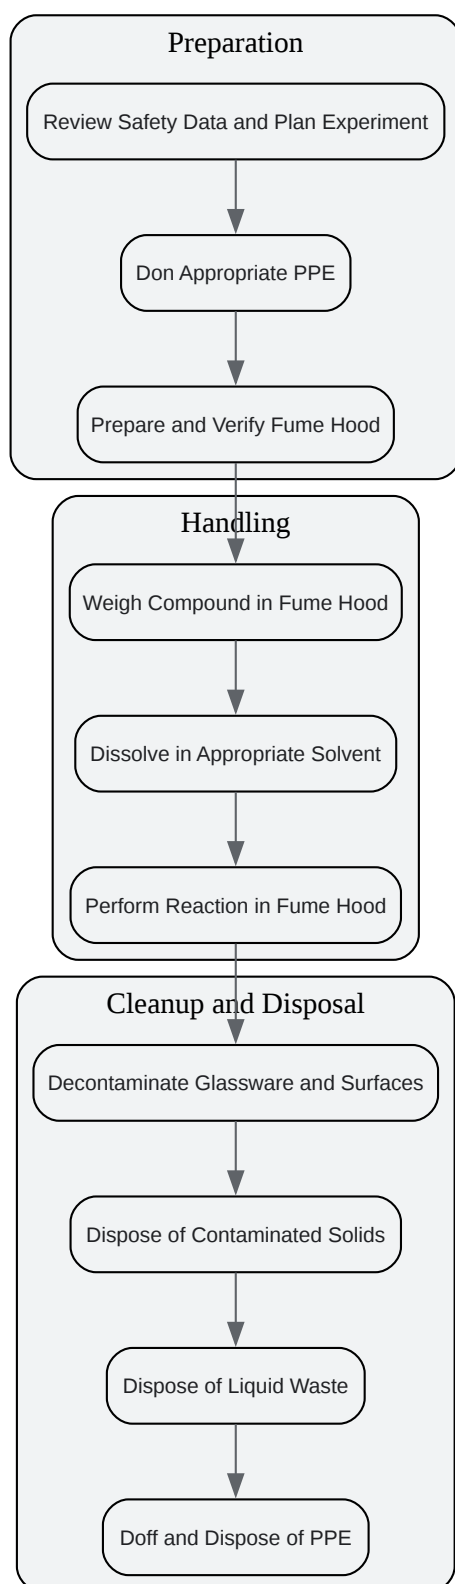 Preparation
Review Safety Data and Plan Experiment
Don Appropriate PPE
Prepare and Verify Fume Hood
Handling
Weigh Compound in Fume Hood
Dissolve in Appropriate Solvent
Perform Reaction in Fume Hood
Cleanup and Disposal
Decontaminate Glassware and Surfaces
Dispose of Contaminated Solids
Dispose of Liquid Waste
Doff and Dispose of PPE